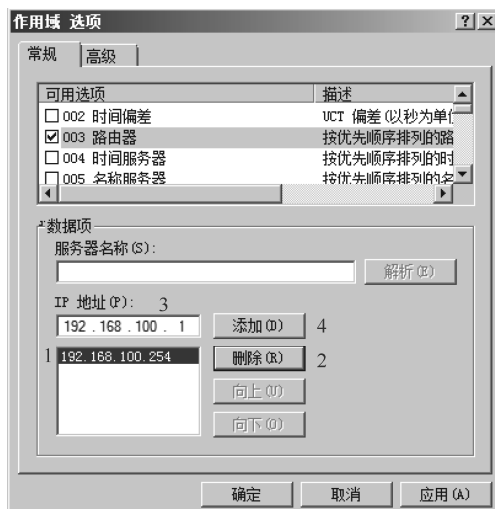 作用域 选项
常规 高级
可用选项 描述
002 时间偏差 UCT 偏差(以秒为单位
003 路由器 按优先顺序排列的路
004 时间服务器 按优先顺序排列的时
005 名称服务器 按优先顺序排列的名
数据项
服务器名称(S):
解析(E)
IP 地址(P): 3
192 . 168 . 100 . 1 添加(D) 4
1 192.168.100.254 删除(R) 2
向上(U)
向下(O)
确定 取消 应用(A)